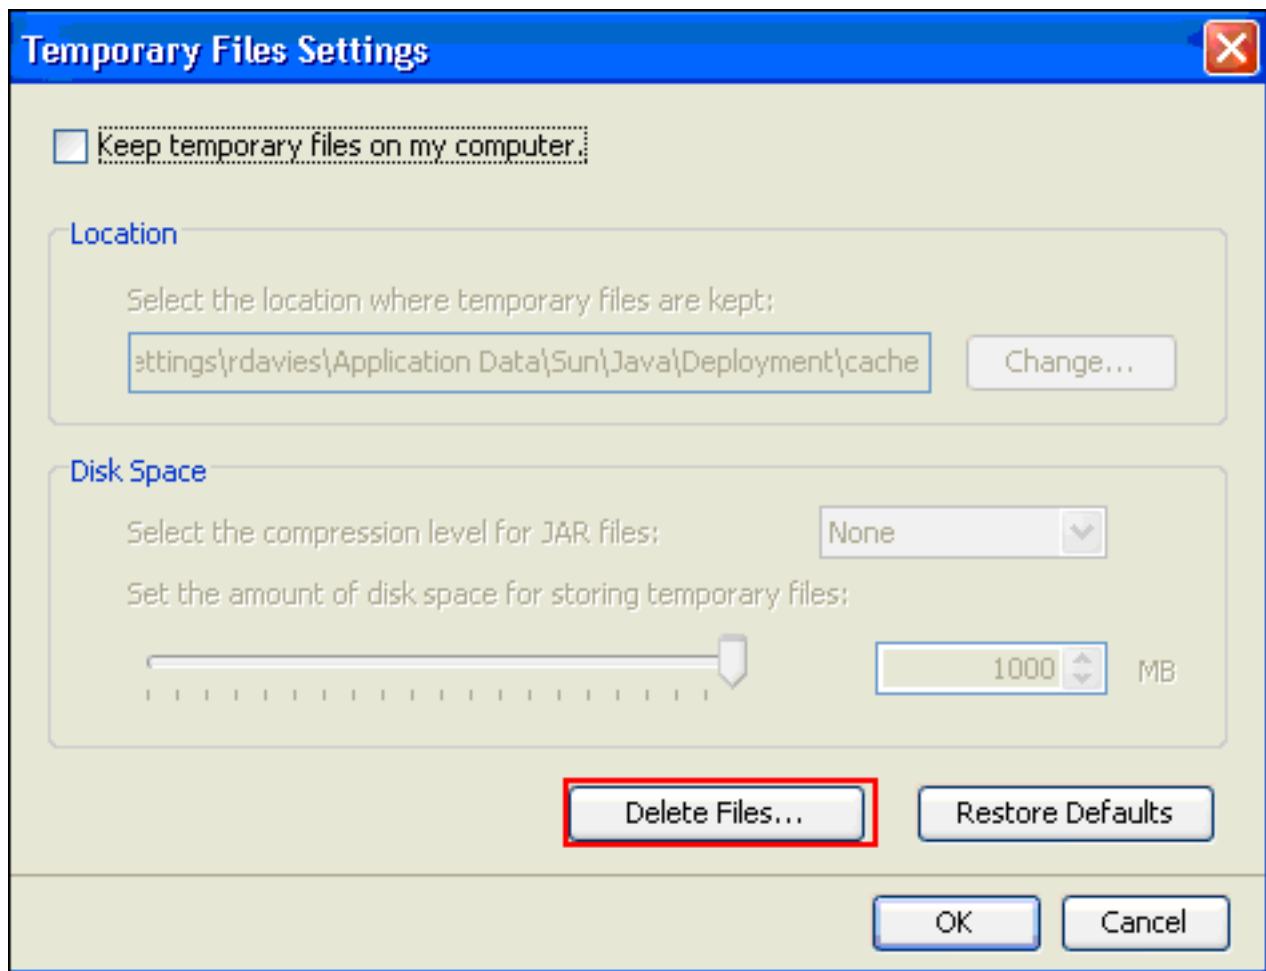 Temporary Files Settings
Keep temporary files on my computer.
Location
Select the location where temporary files are kept:
ettings\rdavies\Application Data\Sun\Java\Deployment\cache
Change...
Disk Space
Select the compression level for JAR files:
None
Set the amount of disk space for storing temporary files:
1000
MB
Delete Files...
Restore Defaults
OK
Cancel